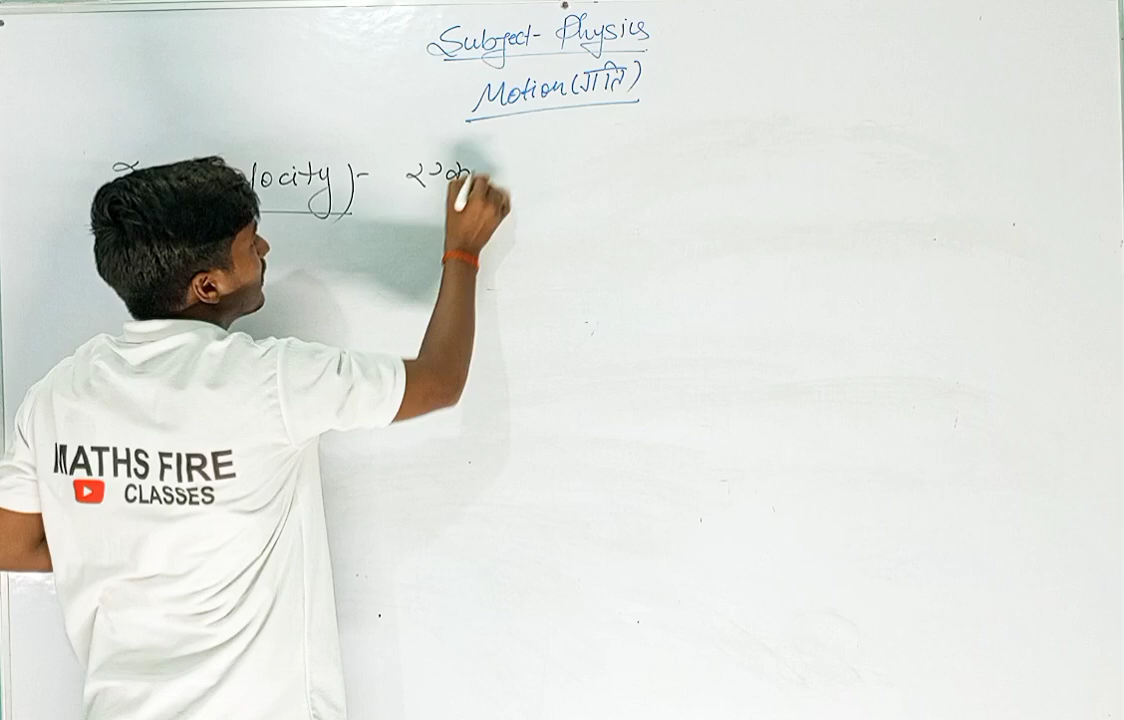 Subject- Physics
Motion (गति)
locity)-
MATHS FIRE
CLASSES